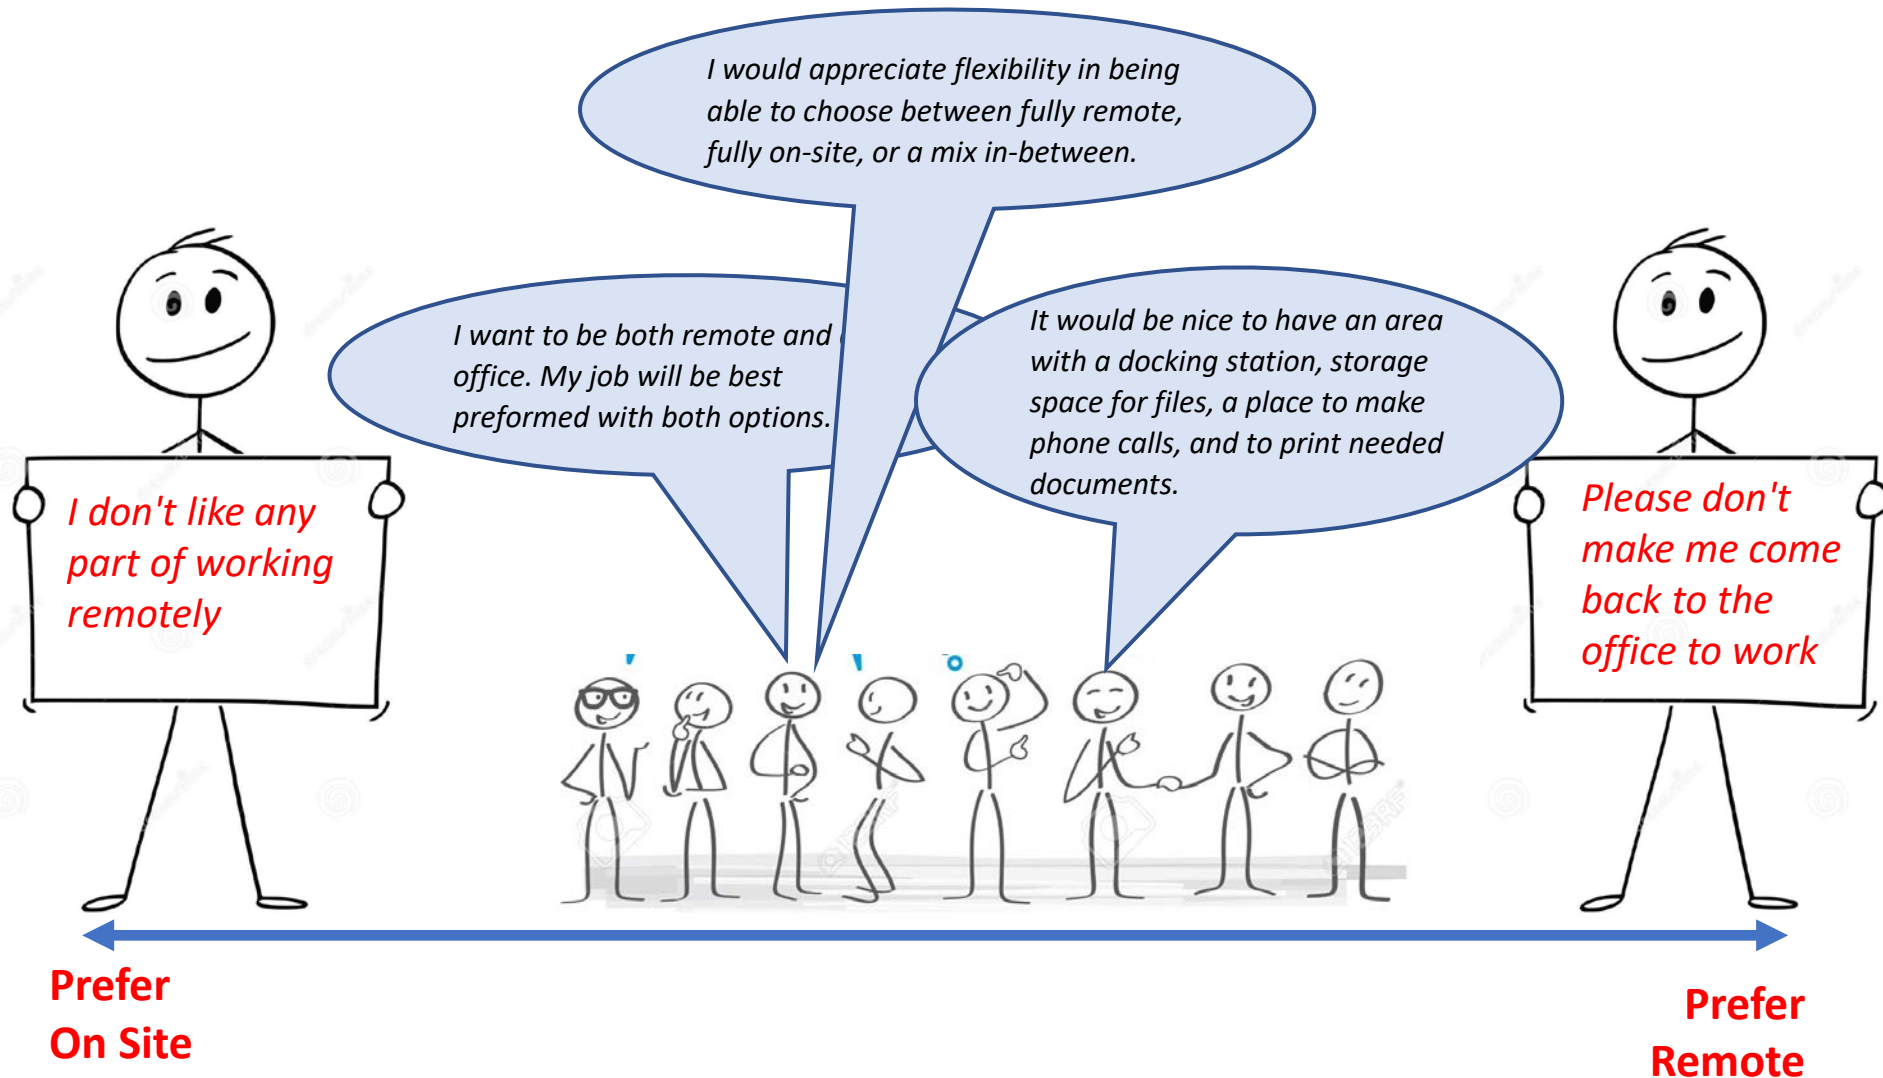 I would appreciate flexibility in being
able to choose between fully remote,
fully on-site, or a mix in-between.
I want to be both remote and
office. My job will be best
preformed with both options.
It would be nice to have an area
with a docking station, storage
space for files, a place to make
phone calls, and to print needed
documents.
I don't like any
part of working
remotely
Please don't
make me come
back to the
office to work
Prefer
On Site
Prefer
Remote